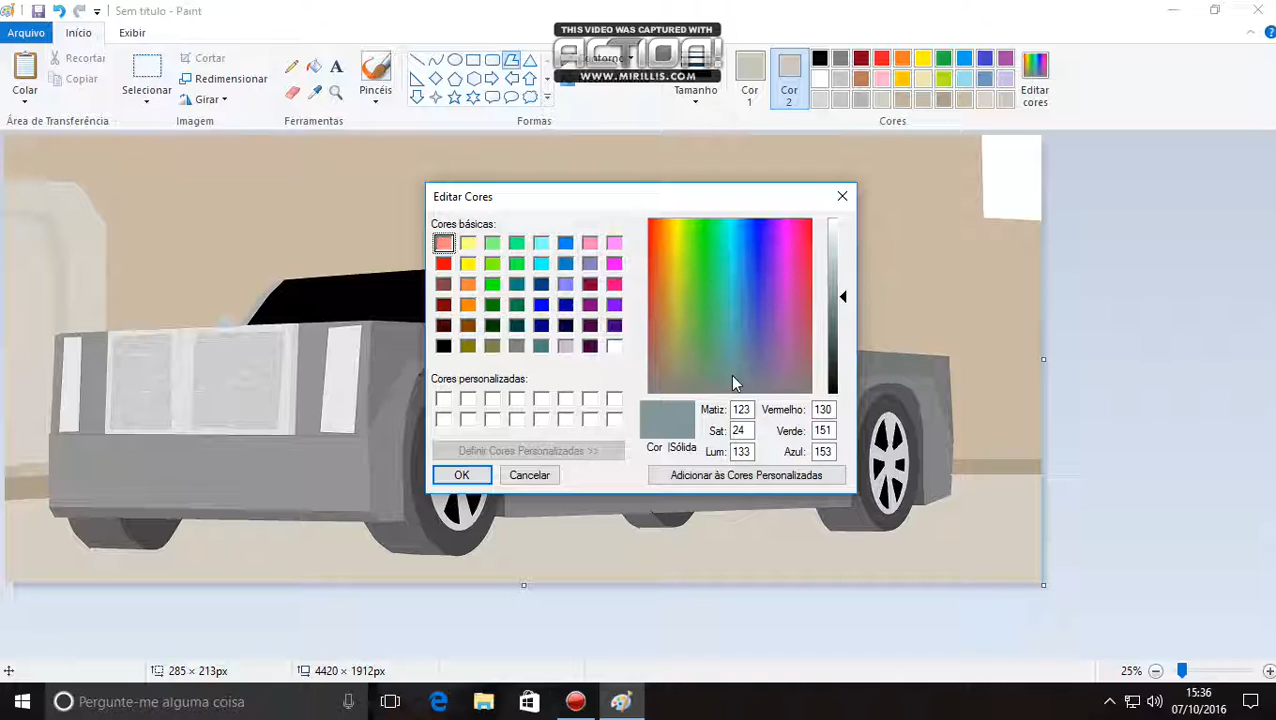 Sem título - Paint
THIS VIDEO WAS CAPTURED WITH
ACTION!
WWW.MIRILLIS.COM
Arquivo Início Exibir
Colar
Recortar
Copiar
Área de Transferência
Selecionar
Cortar
Redimensionar
Girar
Imagem
A
Ferramentas
Pincéis
Formas
Tamanho
Cor 1
Cor 2
Cores
Editar cores
Editar Cores
Cores básicas:
Cores personalizadas:
Definir Cores Personalizadas >>
OK Cancelar
Cor |Sólida
Matiz: 123 Vermelho: 130
Sat: 24 Verde: 151
Lum: 133 Azul: 153
Adicionar às Cores Personalizadas
285 × 213px 4420 × 1912px 25%
Pergunte-me alguma coisa
15:36
07/10/2016